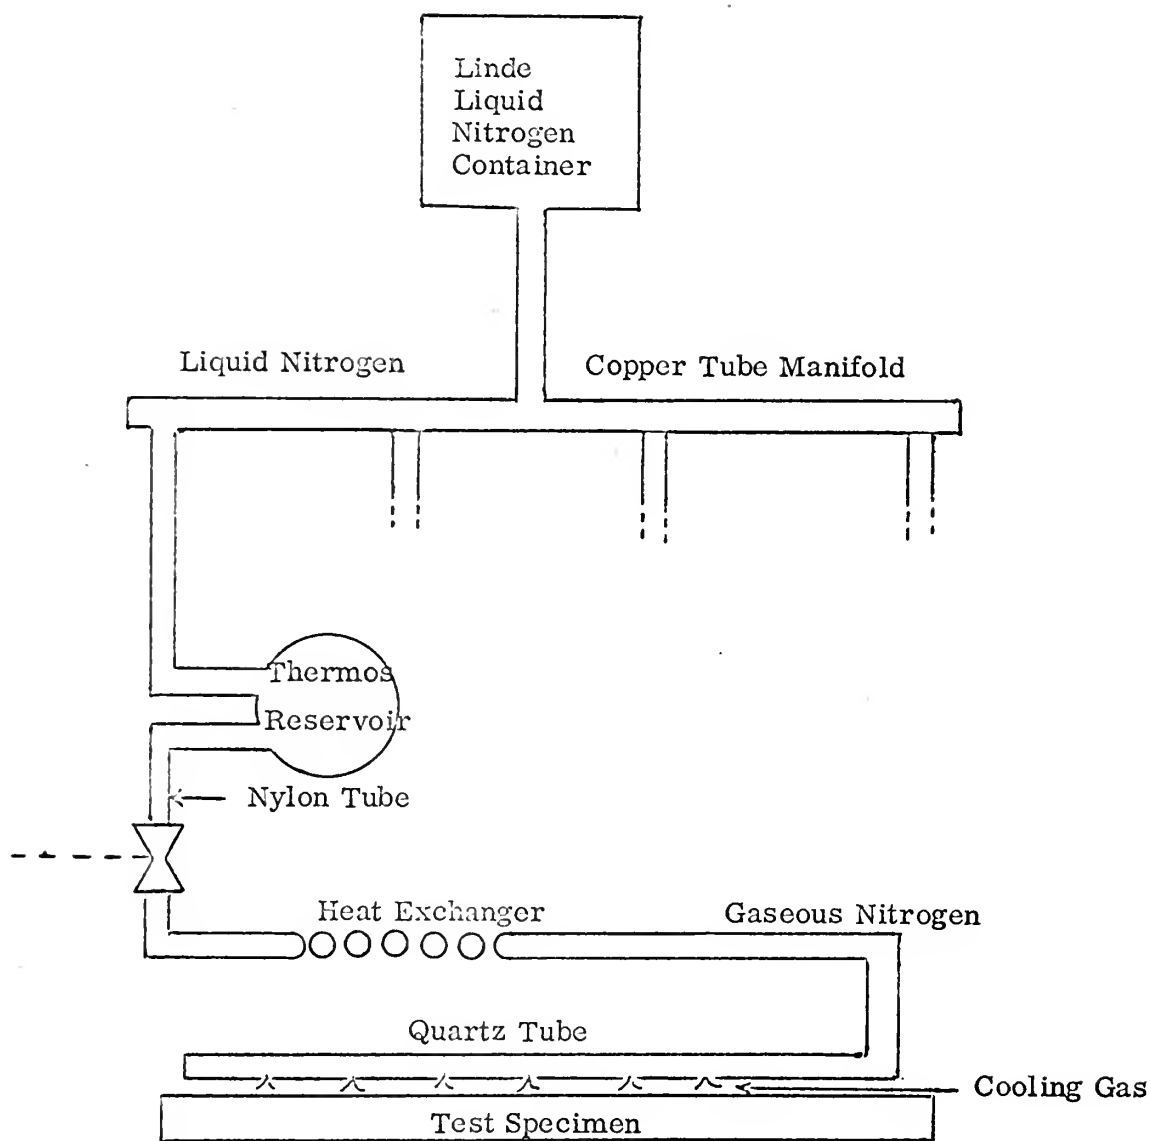 Linde
Liquid
Nitrogen
Container
Liquid Nitrogen
Copper Tube Manifold
Thermos
Reservoir
Nylon Tube
Heat Exchanger
Gaseous Nitrogen
Quartz Tube
Cooling Gas
Test Specimen